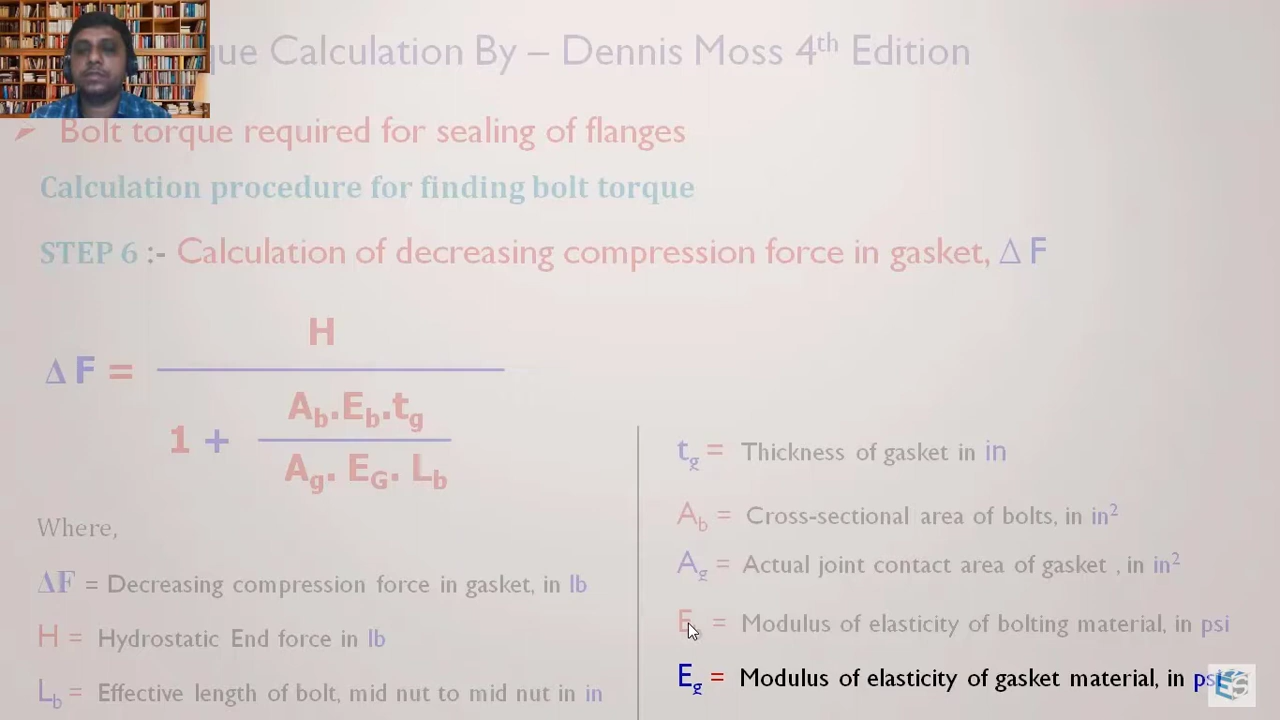 que Calculation By – Dennis Moss 4th Edition
➤ Bolt torque required for sealing of flanges
Calculation procedure for finding bolt torque
STEP 6 :- Calculation of decreasing compression force in gasket, Δ F
H
Δ F =
Ab.Eb.tg
1 +
Ag. EG. Lb
Where,
ΔF = Decreasing compression force in gasket, in lb
H = Hydrostatic End force in lb
Lb = Effective length of bolt, mid nut to mid nut in in
tg = Thickness of gasket in in
Ab = Cross-sectional area of bolts, in in²
Ag = Actual joint contact area of gasket , in in²
E = Modulus of elasticity of bolting material, in psi
Eg = Modulus of elasticity of gasket material, in psi